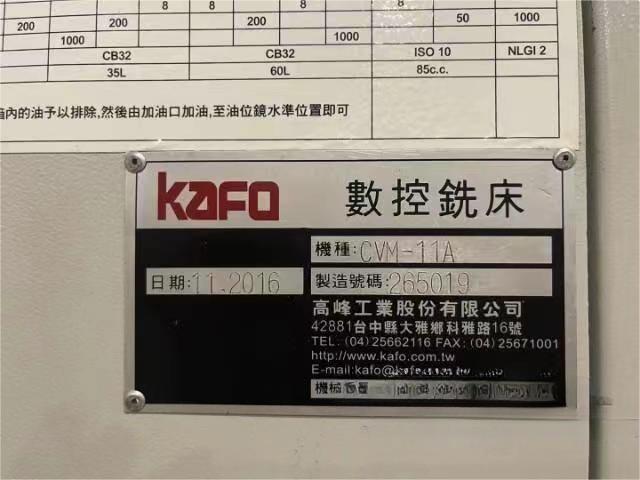 8 8 8 8 8
200 200 200 50 1000
1000 1000
CB32 CB32 ISO 10 NLGI 2
35L 60L 85c.c.
內的油予以排除,然後由加油口加油,至油位鏡水準位置即可
KAFO 數控銑床
機種:CVM-11A
日期:11.2016 製造號碼:265019
高峰工業股份有限公司
42881台中縣大雅鄉科雅路16號
TEL: (04) 25662116 FAX: (04) 25671001
http://www.kafo.com.tw
E-mail:kafo@
機械